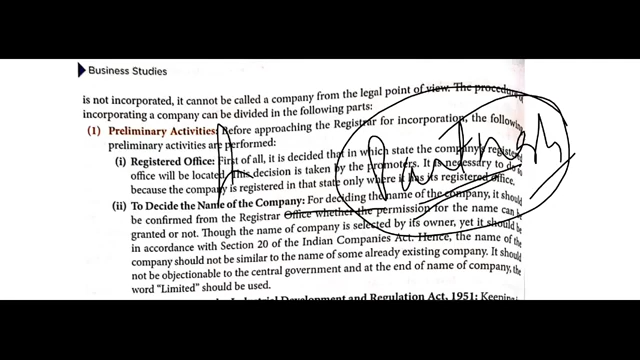 Business Studies
is not incorporated, it cannot be called a company from the legal point of view. The procedure of
incorporating a company can be divided in the following parts:
(1) Preliminary Activities: Before approaching the Registrar for incorporation, the following
preliminary activities are performed:
(i) Registered Office: First of all, it is decided that in which state the company's registered
office will be located. This decision is taken by the promoters. It is necessary to do so
because the company is registered in that state only where it has its registered office.
(ii) To Decide the Name of the Company: For deciding the name of the company, it should
be confirmed from the Registrar Office whether the permission for the name can be
granted or not. Though the name of company is selected by its owner, yet it should be
in accordance with Section 20 of the Indian Companies Act. Hence, the name of the
company should not be similar to the name of some already existing company. It should
not be objectionable to the central government and at the end of name of company, the
word "Limited" should be used.
Development and Regulation Act, 1951: Keeping